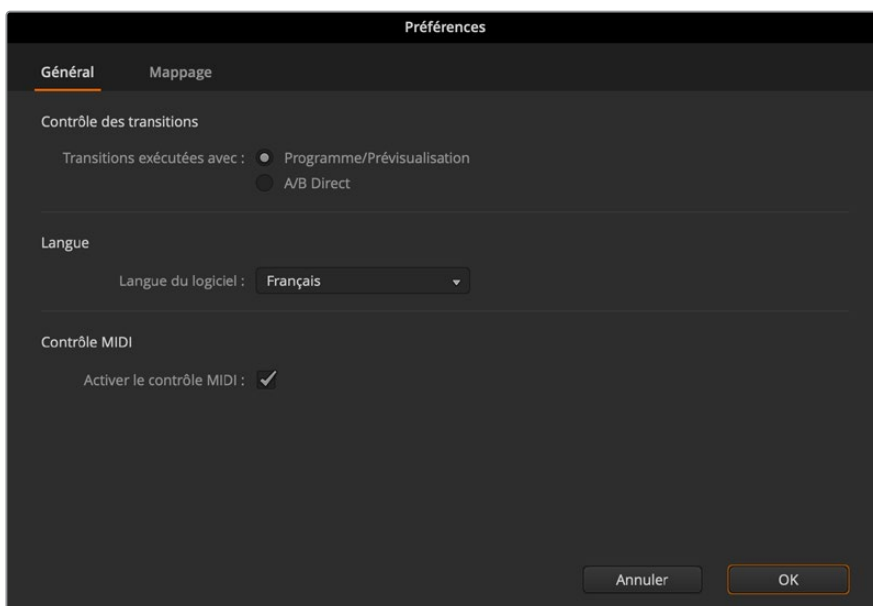 Préférences
Général Mappage
Contrôle des transitions
Transitions exécutées avec : Programme/Prévisualisation
A/B Direct
Langue
Langue du logiciel : Français
Contrôle MIDI
Activer le contrôle MIDI :
Annuler OK